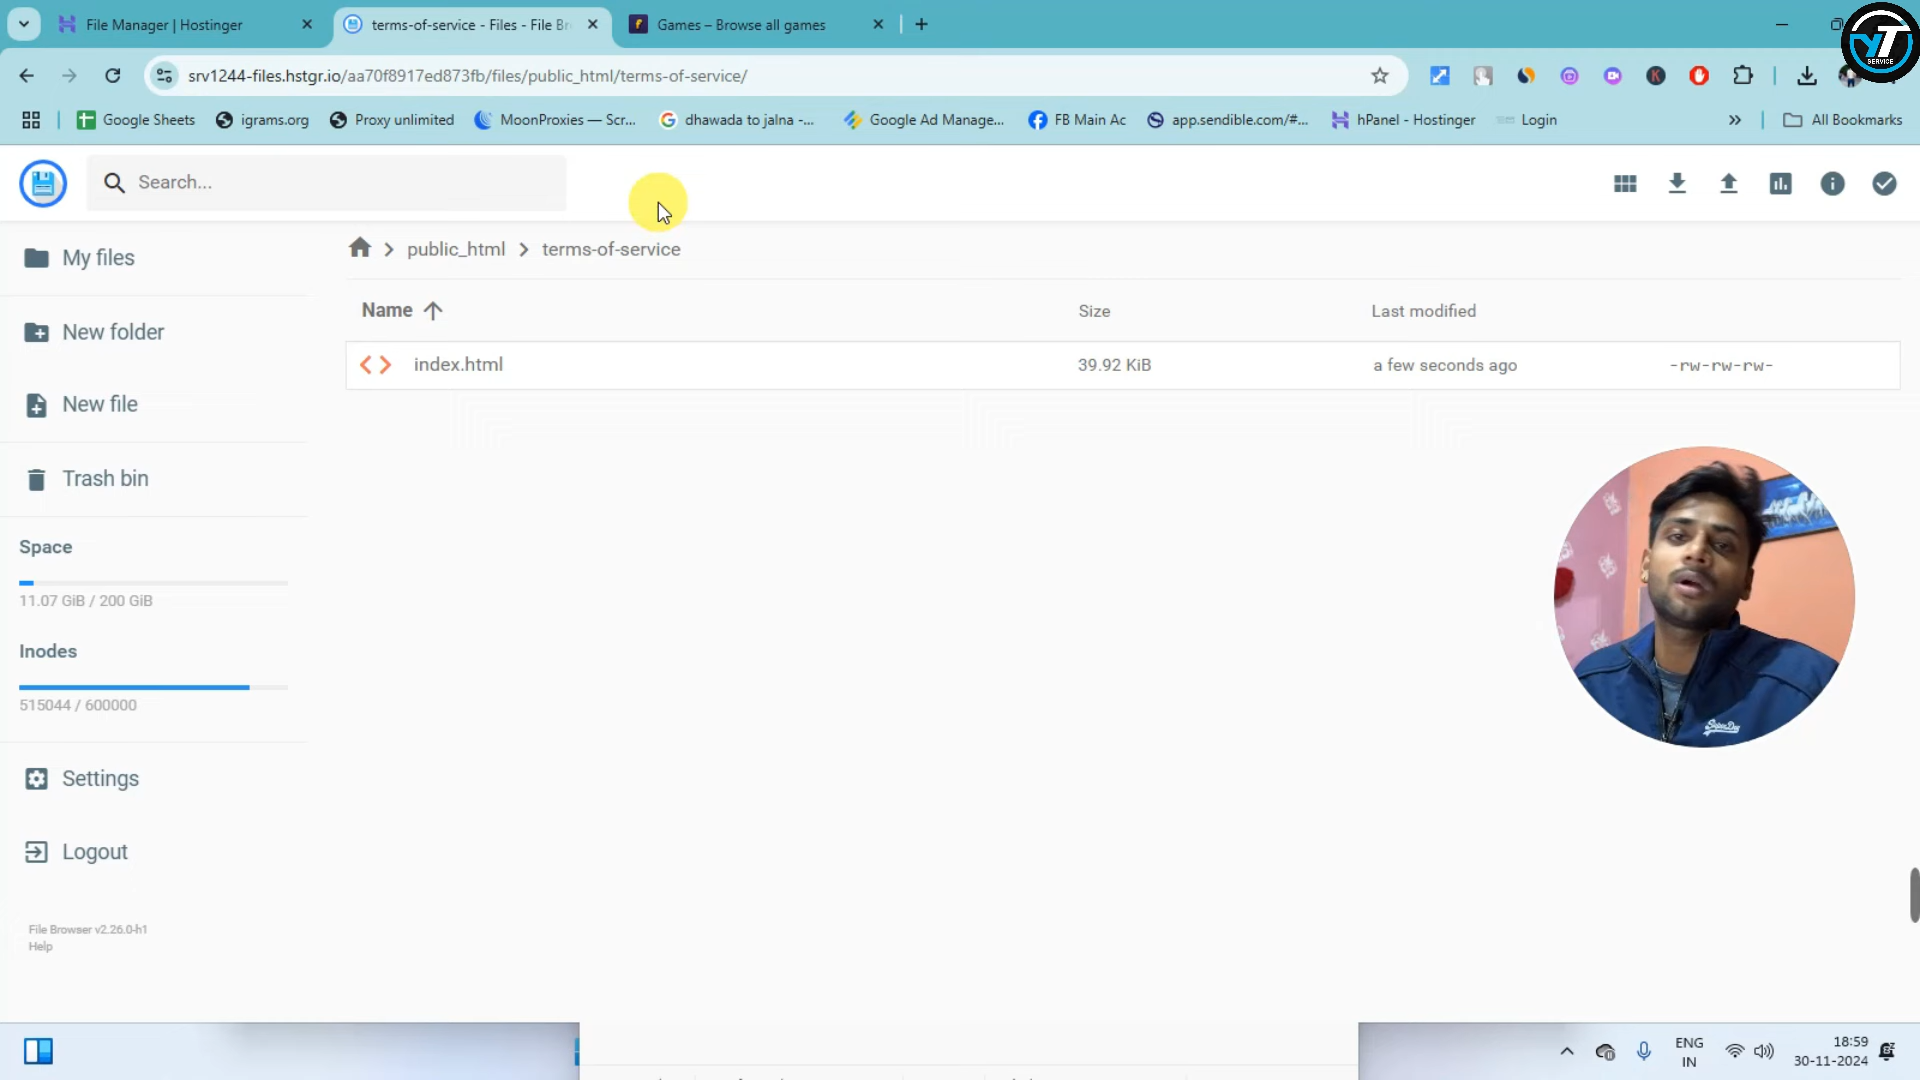 File Manager | Hostinger
terms-of-service - Files - File Br
Games – Browse all games
srv1244-files.hstgr.io/aa70f8917ed873fb/files/public_html/terms-of-service/
Google Sheets
igrams.org
Proxy unlimited
MoonProxies — Scr...
dhawada to jalna -...
Google Ad Manage...
FB Main Ac
app.sendible.com/#...
hPanel - Hostinger
Login
All Bookmarks
YT
SERVICE
Search...
My files
New folder
New file
Trash bin
Space
11.07 GiB / 200 GiB
Inodes
515044 / 600000
Settings
Logout
File Browser v2.26.0-h1
Help
public_html
terms-of-service
Name
Size
Last modified
index.html
39.92 KiB
a few seconds ago
-rw-rw-rw-
SuperDry
ENG
IN
18:59
30-11-2024